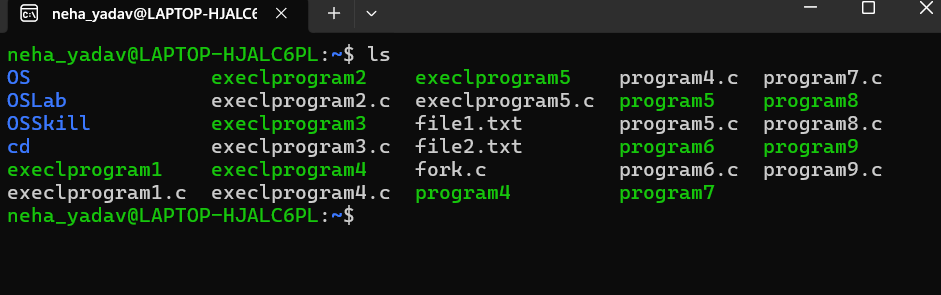 neha_yadav@LAPTOP-HJALC6
neha_yadav@LAPTOP-HJALC6PL:~$ ls
OS execlprogram2 execlprogram5 program4.c program7.c
OSLab execlprogram2.c execlprogram5.c program5 program8
OSSkill execlprogram3 file1.txt program5.c program8.c
cd execlprogram3.c file2.txt program6 program9
execlprogram1 execlprogram4 fork.c program6.c program9.c
execlprogram1.c execlprogram4.c program4 program7
neha_yadav@LAPTOP-HJALC6PL:~$